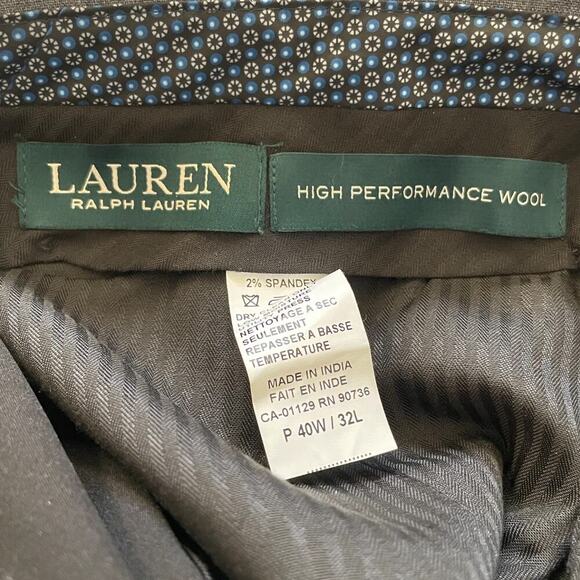 LAUREN
RALPH LAUREN
HIGH PERFORMANCE WOOL
2% SPANDEX
DRY
NETTOYAGE A SEC
SEULEMENT
REPASSER A BASSE
TEMPERATURE
MADE IN INDIA
FAIT EN INDE
CA-01129 RN 90736
P 40W / 32L